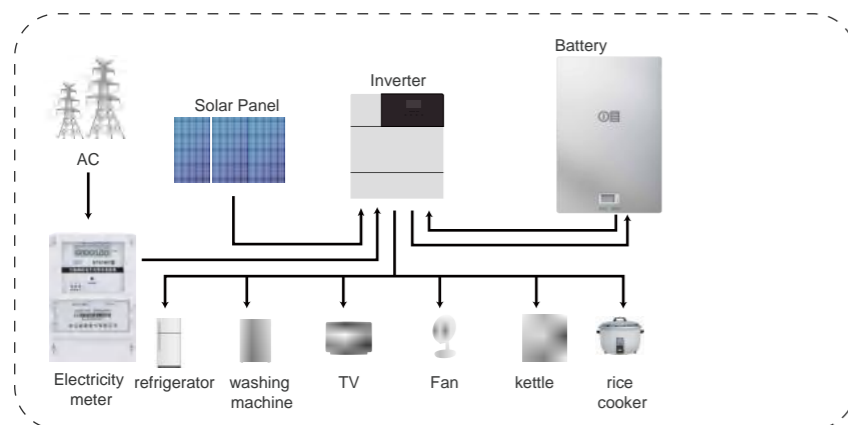 Battery
Inverter
Solar Panel
AC
Electricity
meter
refrigerator
washing
machine
TV
Fan
kettle
rice
cooker